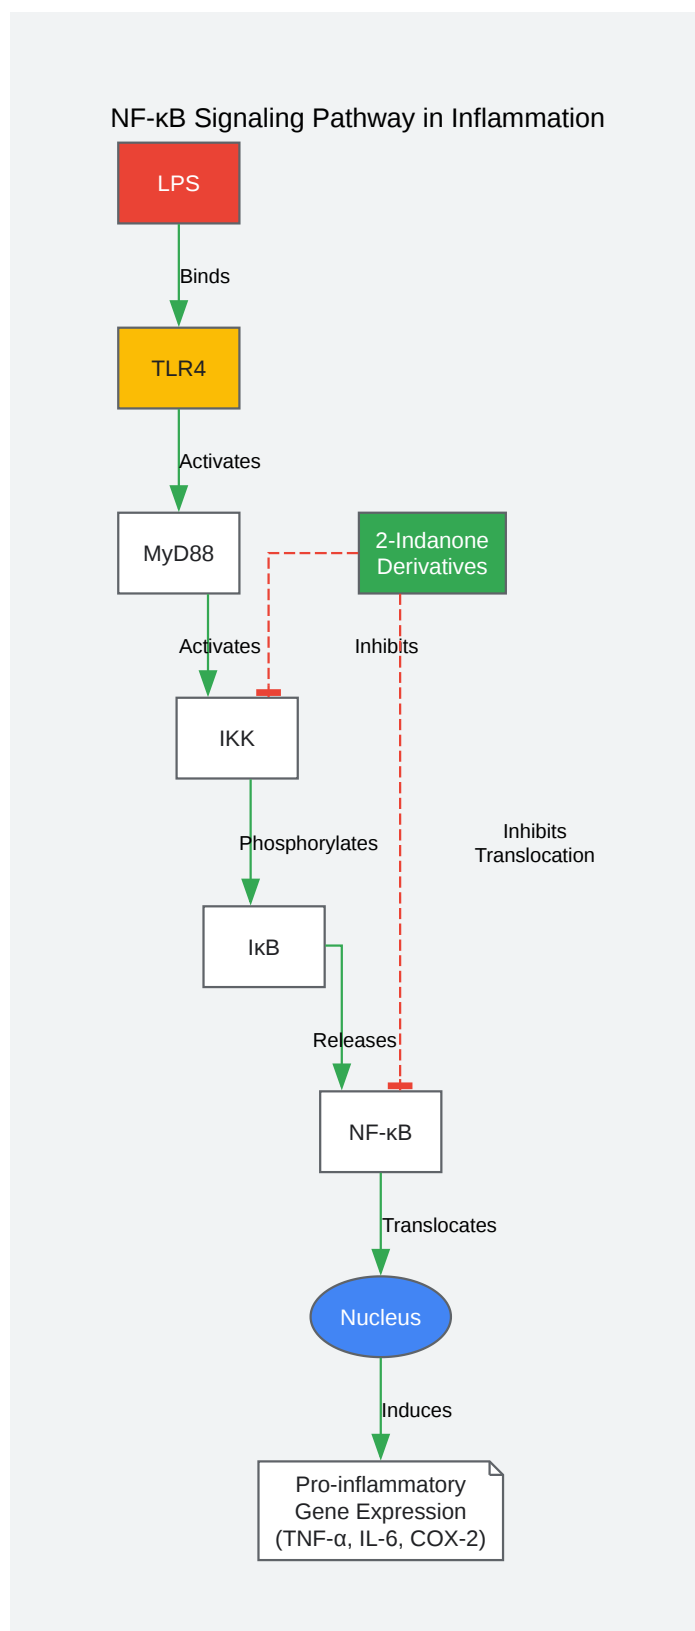 NF-κB Signaling Pathway in Inflammation
LPS
Binds
TLR4
Activates
MyD88
2-Indanone
Derivatives
Activates
Inhibits
IKK
Inhibits
Translocation
Phosphorylates
IκB
Releases
NF-κB
Translocates
Nucleus
Induces
Pro-inflammatory
Gene Expression
(TNF-α, IL-6, COX-2)